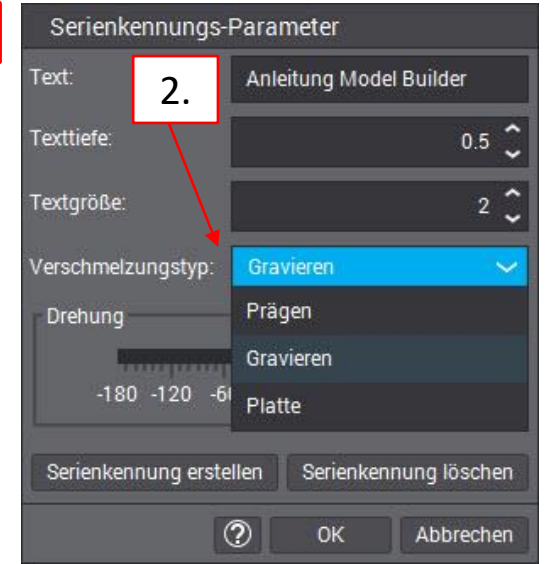 Serienkennungs-Parameter
Text: Anleitung Model Builder
2.
Texttiefe: 0.5
Textgröße: 2
Verschmelzungstyp: Gravieren
Prägen
Drehung
Gravieren
-180 -120 -6
Platte
Serienkennung erstellen Serienkennung löschen
? OK Abbrechen